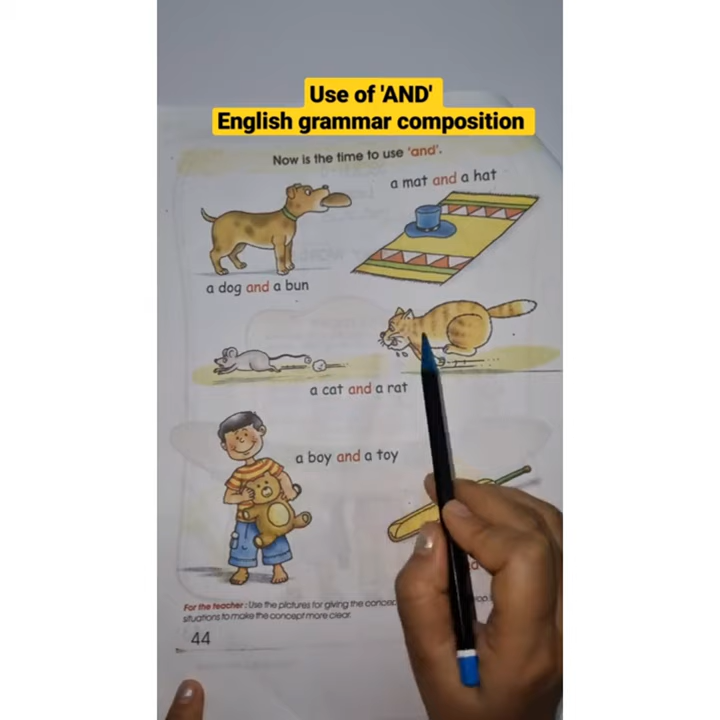 Use of 'AND'
English grammar composition
Now is the time to use 'and'.
a mat and a hat
a dog and a bun
a cat and a rat
a boy and a toy
For the teacher : Use the pictures for giving the
situations to make the concept more clear.
44